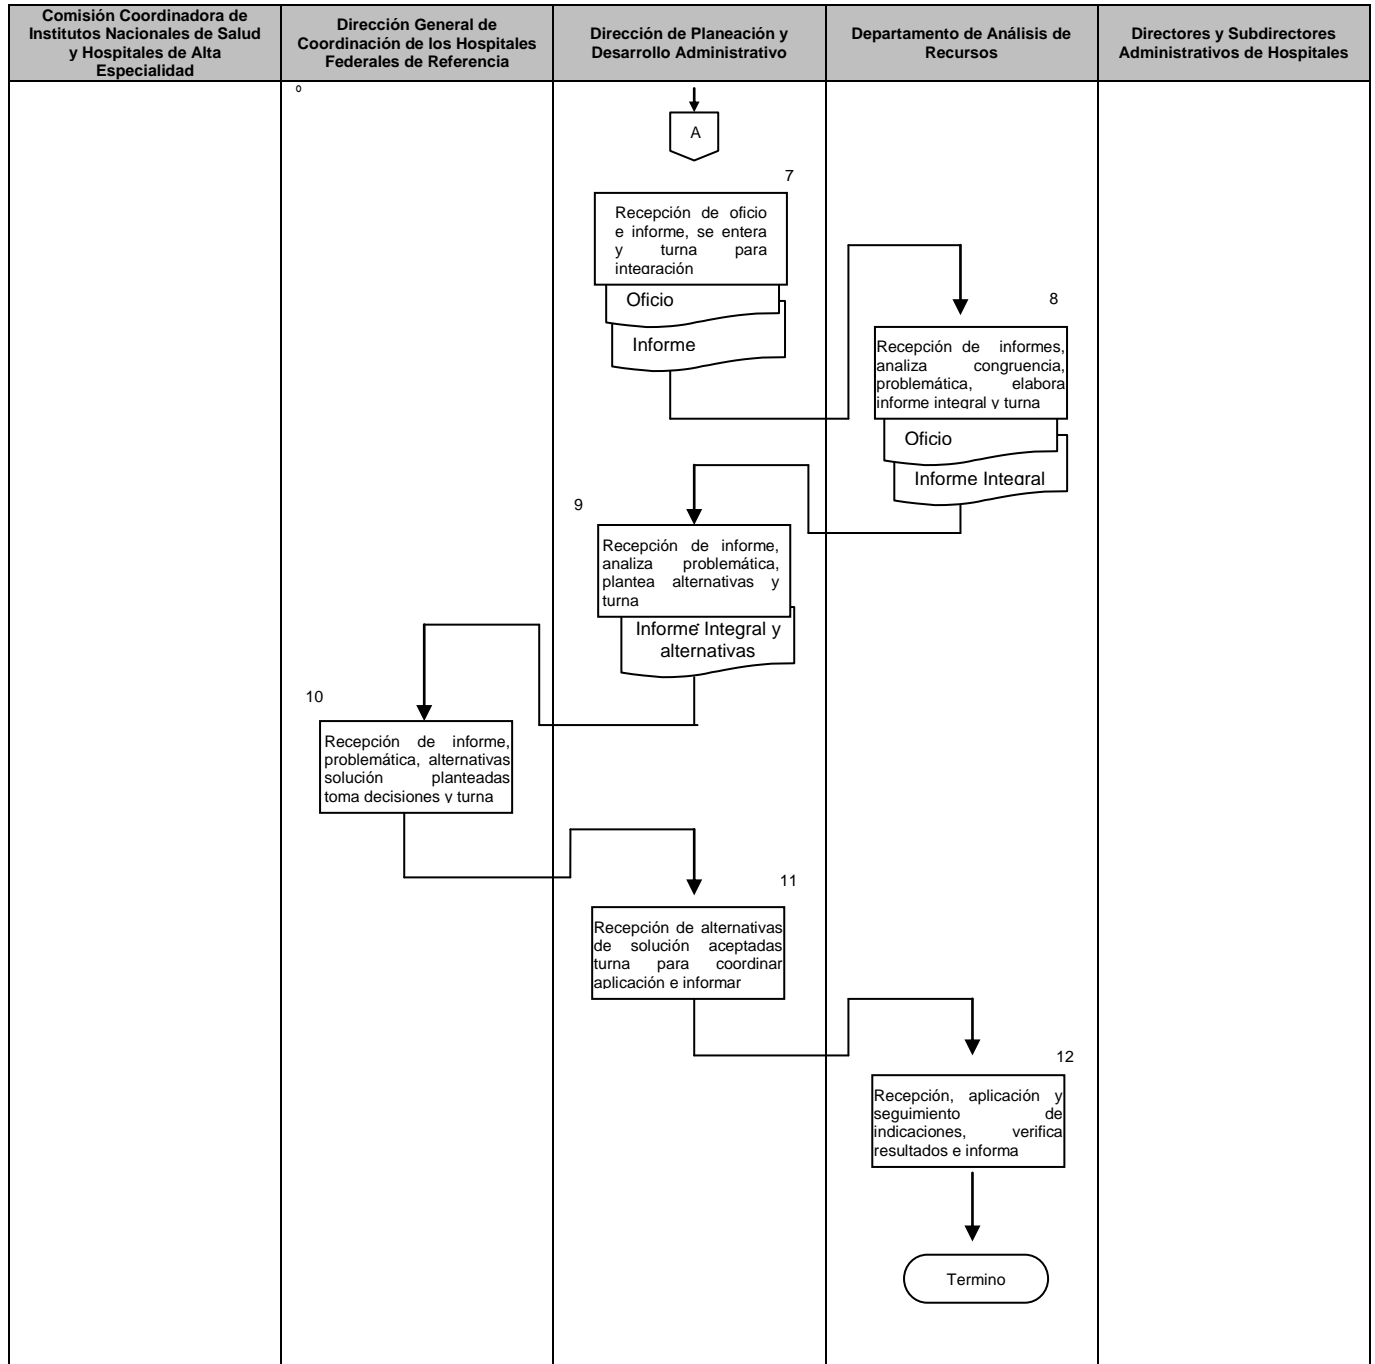 Comisión Coordinadora de
Institutos Nacionales de Salud
y Hospitales de Alta
Especialidad
Dirección General de
Coordinación de los Hospitales
Federales de Referencia
Dirección de Planeación y
Desarrollo Administrativo
Departamento de Análisis de
Recursos
Directores y Subdirectores
Administrativos de Hospitales
o
A
7
Recepción de oficio
e informe, se entera
y turna para
integración
Oficio
Informe
8
Recepción de informes,
analiza congruencia,
problemática, elabora
informe integral y turna
Oficio
Informe Integral
9
Recepción de informe,
analiza problemática,
plantea alternativas y
turna
Informe Integral y
alternativas
10
Recepción de informe,
problemática, alternativas
solución planteadas
toma decisiones y turna
11
Recepción de alternativas
de solución aceptadas
turna para coordinar
aplicación e informar
12
Recepción, aplicación y
seguimiento de
indicaciones, verifica
resultados e informa
Termino